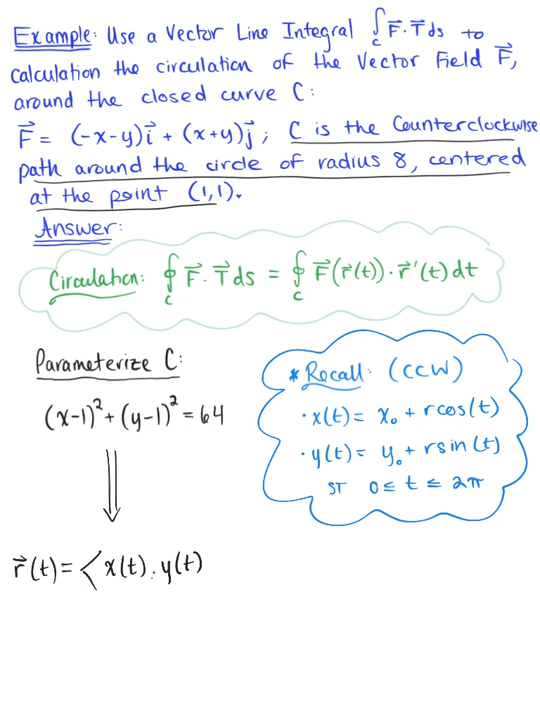 Example: Use a Vector Line Integral ∫_C F⃗·T⃗ds to
calculation the circulation of the Vector Field F⃗,
around the closed curve C:
F⃗ = (-x-y)i⃗ + (x+y)j⃗; C is the Counterclockwise
path around the circle of radius 8, centered
at the point (1,1).
Answer:
Circulation: ∮_C F⃗·T⃗ds = ∮_C F⃗(r⃗(t))·r⃗'(t)dt
Parameterize C:
(x-1)² + (y-1)² = 64
* Recall: (CCW)
· x(t) = x₀ + rcos(t)
· y(t) = y₀ + rsin(t)
ST 0 ≤ t ≤ 2π
r⃗(t) = < x(t) . y(t)